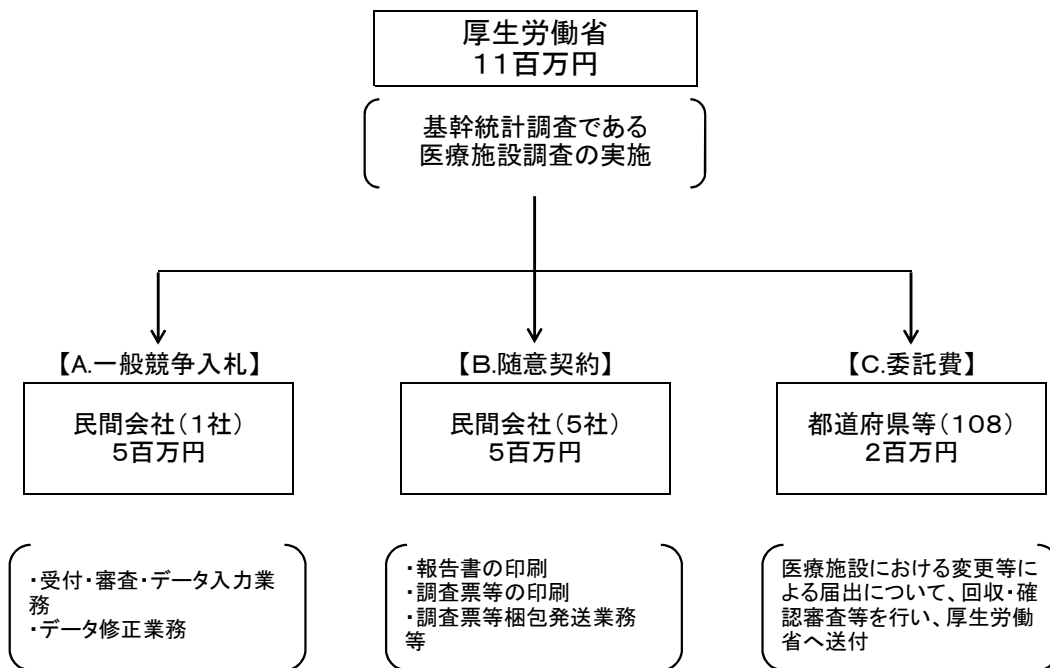 厚生労働省
11百万円
基幹統計調査である
医療施設調査の実施
【A.一般競争入札】
民間会社(1社)
5百万円
・受付・審査・データ入力業
務
・データ修正業務
【B.随意契約】
民間会社(5社)
5百万円
・報告書の印刷
・調査票等の印刷
・調査票等梱包発送業務
等
【C.委託費】
都道府県等(108)
2百万円
医療施設における変更等に
よる届出について、回収・確
認審査等を行い、厚生労働
省へ送付